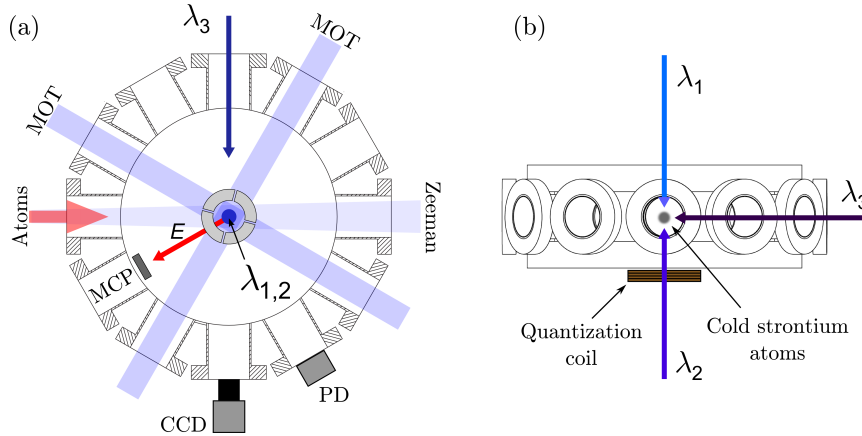 (a)
λ3
MOT
MOT
Atoms
Zeeman
E
MCP
λ1,2
CCD
PD
(b)
λ1
λ3
Quantization
coil
Cold strontium
atoms
λ2